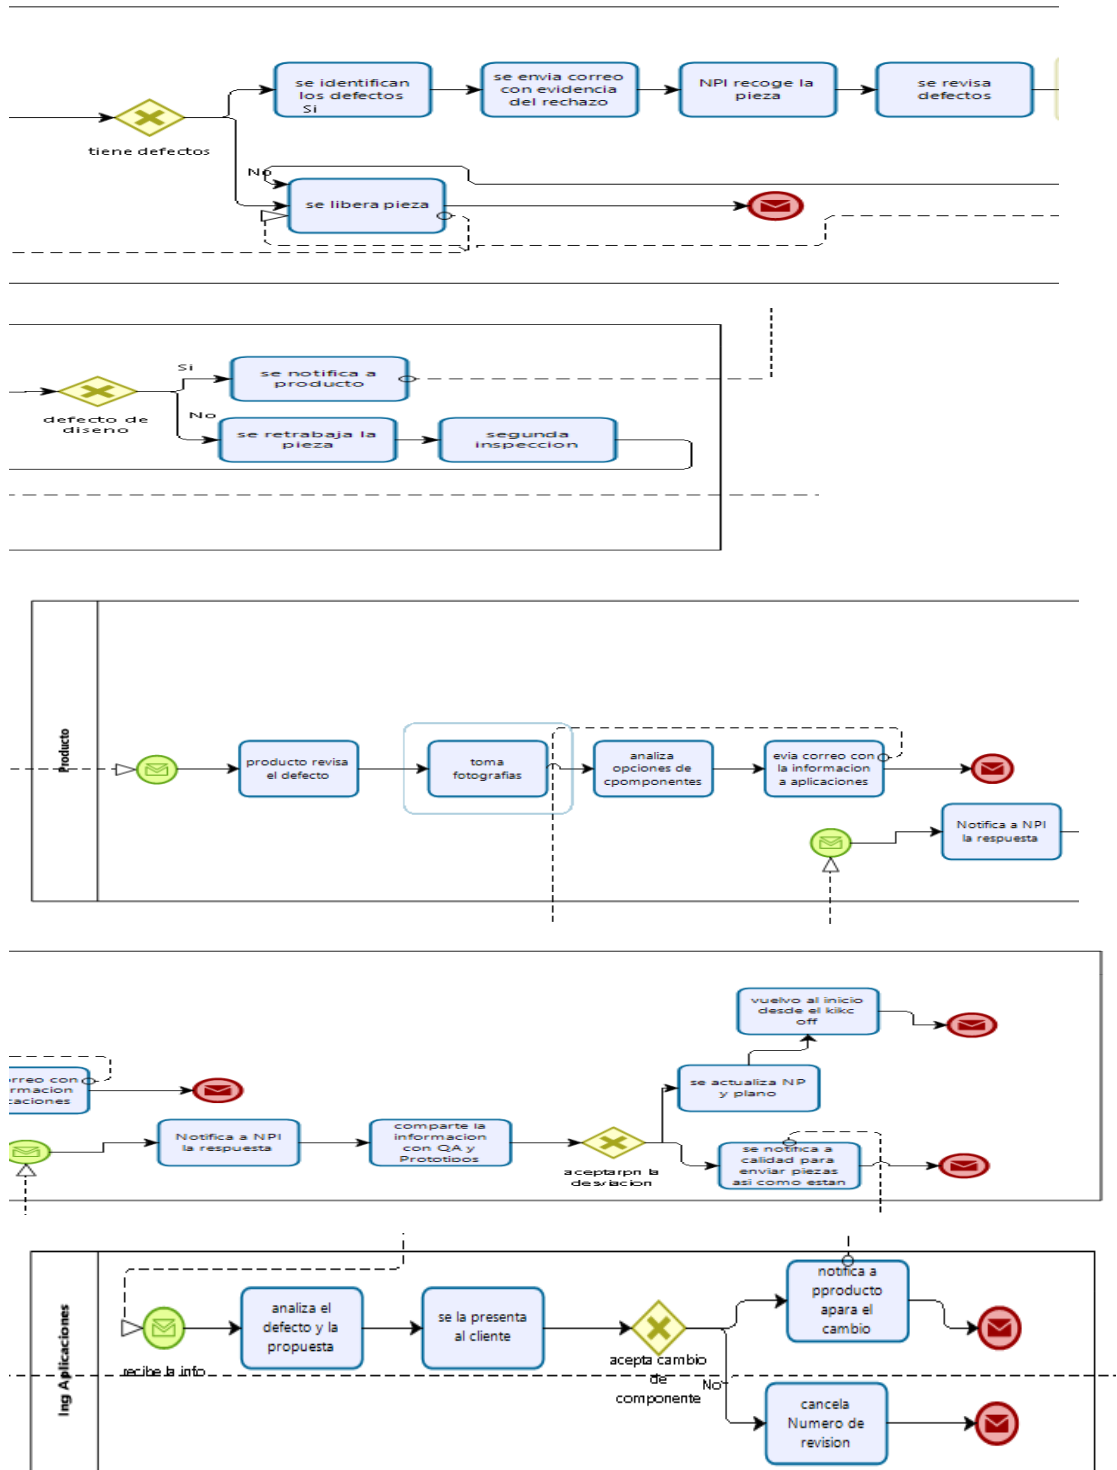 se identifican
los defectos
Si
se envia correo
con evidencia
del rechazo
NPI recoge la
pieza
se revisa
defectos
tiene defectos
No
se libera pieza
Si
se notifica a
producto
defecto de
diseno
No
se retrabaja la
pieza
segunda
inspeccion
Producto
producto revisa
el defecto
toma
fotografias
analiza
opciones de
cpomponentes
evia correo con
la informacion
a aplicaciones
Notifica a NPI
la respuesta
vuelvo al inicio
desde el kikc
off
orreo con
rmacion
caciones
se actualiza NP
y plano
Notifica a NPI
la respuesta
comparte la
informacion
con QA y
Prototipos
aceptarpn la
desviacion
se notifica a
calidad para
enviar piezas
asi como estan
Ing Aplicaciones
recibe la info
analiza el
defecto y la
propuesta
se la presenta
al cliente
acepta cambio
de
componente
No
notifica a
pproducto
apara el
cambio
cancela
Numero de
revision